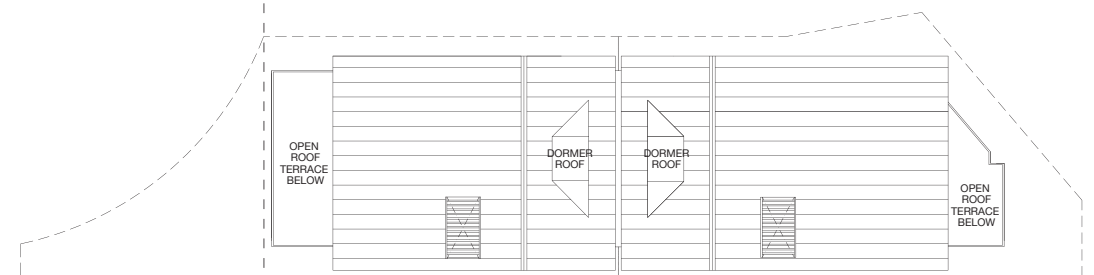 OPEN
ROOF
TERRACE
BELOW
DORMER
ROOF
DORMER
ROOF
OPEN
ROOF
TERRACE
BELOW